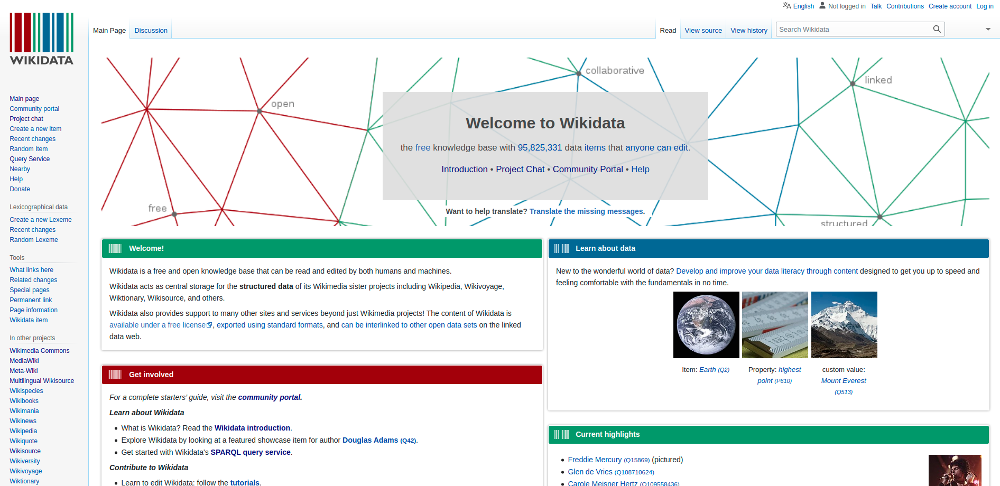 English Not logged in Talk Contributions Create account Log in
Main Page Discussion Read View source View history Search Wikidata
WIKIDATA
Main page
Community portal
Project chat
Create a new Item
Recent changes
Random Item
Query Service
Nearby
Help
Donate
Lexicographical data
Create a new Lexeme
Recent changes
Random Lexeme
Tools
What links here
Related changes
Special pages
Permanent link
Page information
Wikidata item
In other projects
Wikimedia Commons
MediaWiki
Meta-Wiki
Multilingual Wikisource
Wikispecies
Wikibooks
Wikimania
Wikinews
Wikipedia
Wikiquote
Wikisource
Wikiversity
Wikivoyage
Wiktionary
collaborative
linked
open
free
structured
Welcome to Wikidata
the free knowledge base with 95,825,331 data items that anyone can edit.
Introduction • Project Chat • Community Portal • Help
Want to help translate? Translate the missing messages.
Welcome!
Wikidata is a free and open knowledge base that can be read and edited by both humans and machines.
Wikidata acts as central storage for the structured data of its Wikimedia sister projects including Wikipedia, Wikivoyage,
Wiktionary, Wikisource, and others.
Wikidata also provides support to many other sites and services beyond just Wikimedia projects! The content of Wikidata is
available under a free license, exported using standard formats, and can be interlinked to other open data sets on the linked
data web.
Get involved
For a complete starters' guide, visit the community portal.
Learn about Wikidata
• What is Wikidata? Read the Wikidata introduction.
• Explore Wikidata by looking at a featured showcase item for author Douglas Adams (Q42).
• Get started with Wikidata's SPARQL query service.
Contribute to Wikidata
• Learn to edit Wikidata: follow the tutorials.
Learn about data
New to the wonderful world of data? Develop and improve your data literacy through content designed to get you up to speed and
feeling comfortable with the fundamentals in no time.
Item: Earth (Q2)
Property: highest
point (P610)
custom value:
Mount Everest
(Q513)
Current highlights
• Freddie Mercury (Q15869) (pictured)
• Glen de Vries (Q108710624)
• Carole Meisner Hertz (Q109558436)